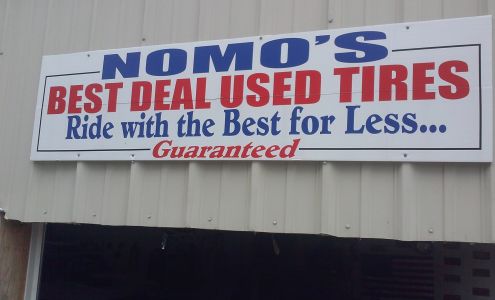 NOMO'S
BEST DEAL USED TIRES
Ride with the Best for Less...
Guaranteed